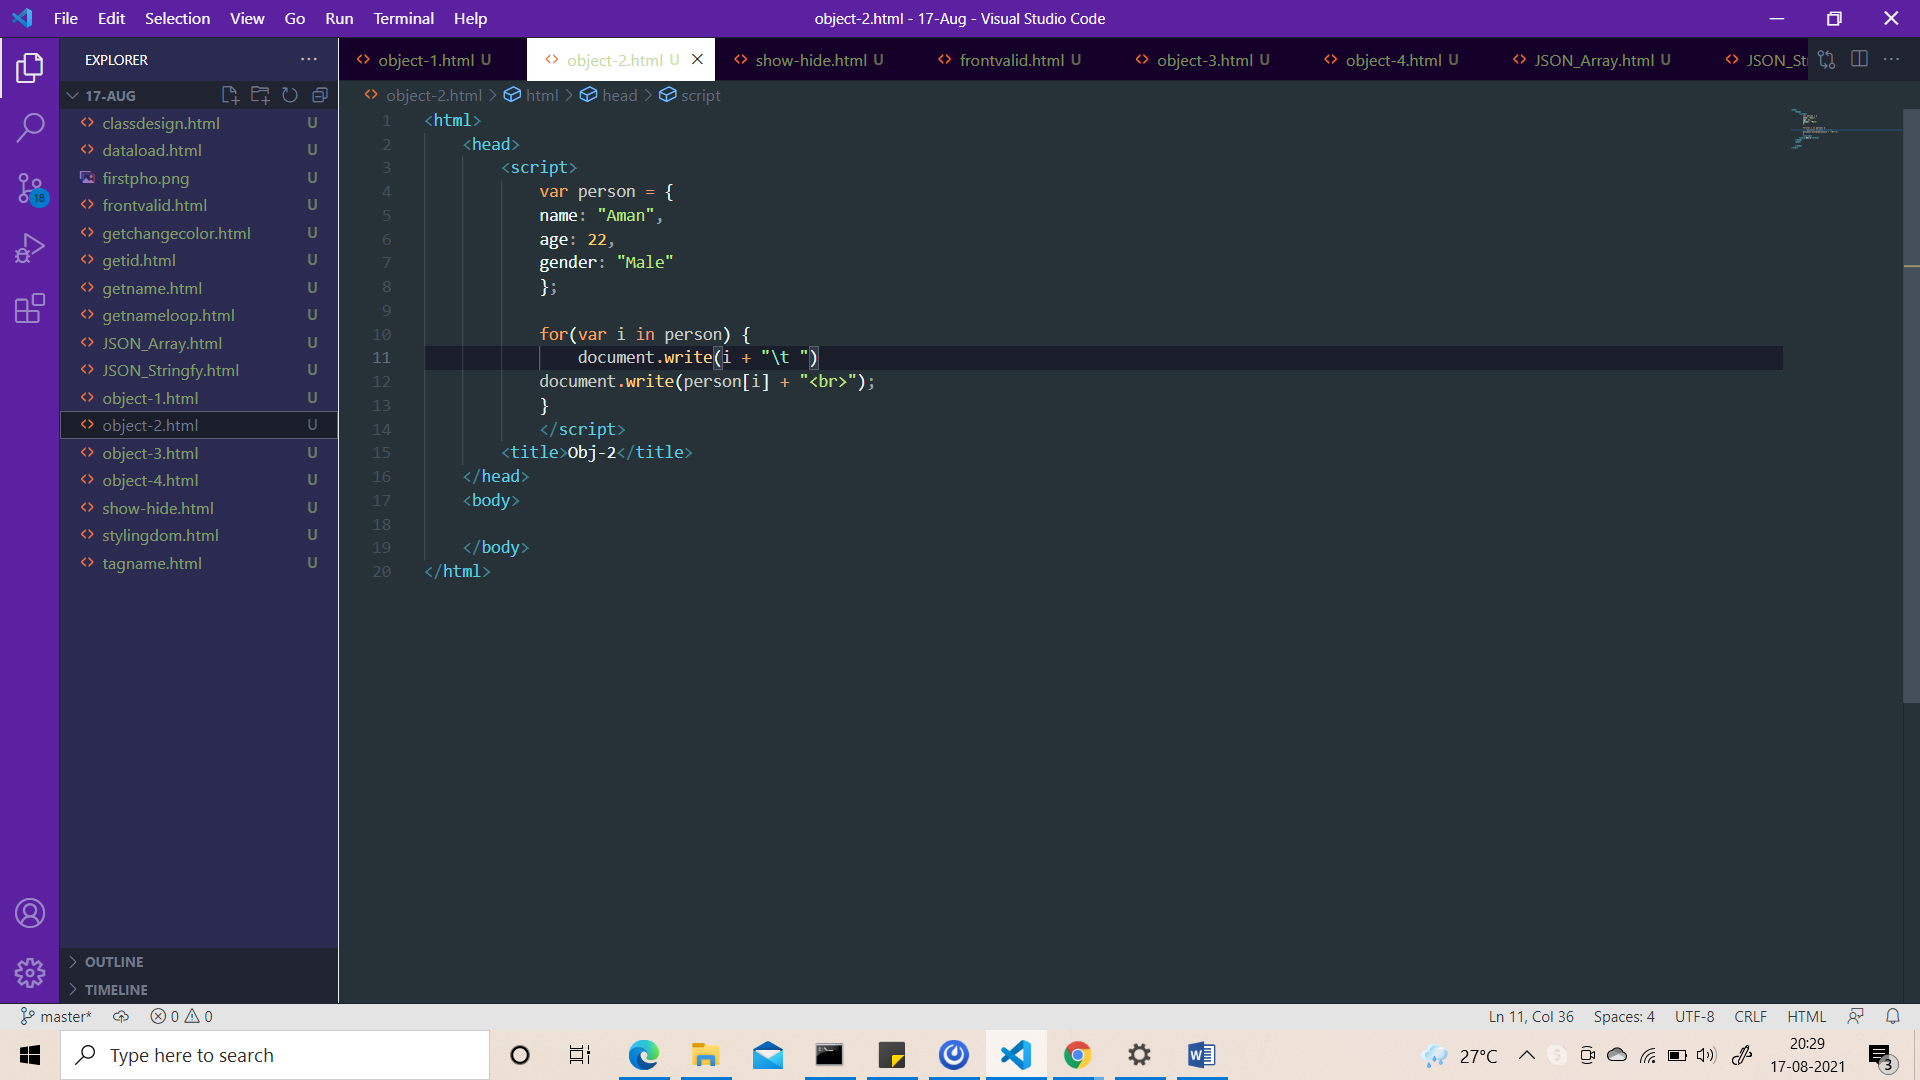 File Edit Selection View Go Run Terminal Help
object-2.html - 17-Aug - Visual Studio Code
EXPLORER
object-1.html U
object-2.html U
show-hide.html U
frontvalid.html U
object-3.html U
object-4.html U
JSON_Array.html U
JSON_St
17-AUG
object-2.html > html > head > script
classdesign.html U
dataload.html U
firstpho.png U
frontvalid.html U
getchangecolor.html U
getid.html U
getname.html U
getnameloop.html U
JSON_Array.html U
JSON_Stringfy.html U
object-1.html U
object-2.html U
object-3.html U
object-4.html U
show-hide.html U
stylingdom.html U
tagname.html U
18
1 <html>
2 <head>
3 <script>
4 var person = {
5 name: "Aman",
6 age: 22,
7 gender: "Male"
8 };
9
10 for(var i in person) {
11 document.write(i + "\t ")
12 document.write(person[i] + "<br>");
13 }
14 </script>
15 <title>Obj-2</title>
16 </head>
17 <body>
18
19 </body>
20 </html>
OUTLINE
TIMELINE
master* 0 0
Ln 11, Col 36 Spaces: 4 UTF-8 CRLF HTML
Type here to search
27°C
20:29
17-08-2021
3